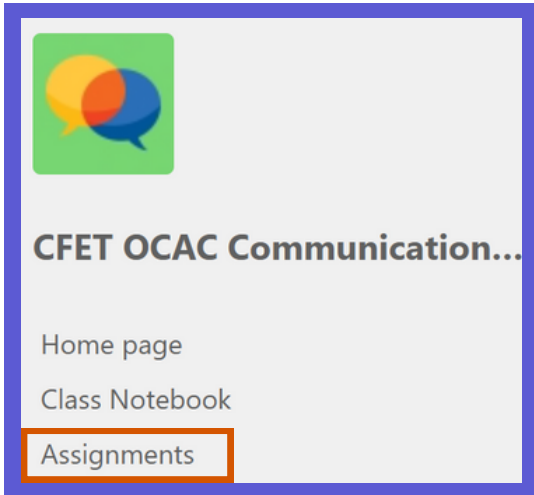 CFET OCAC Communication...
Home page
Class Notebook
Assignments